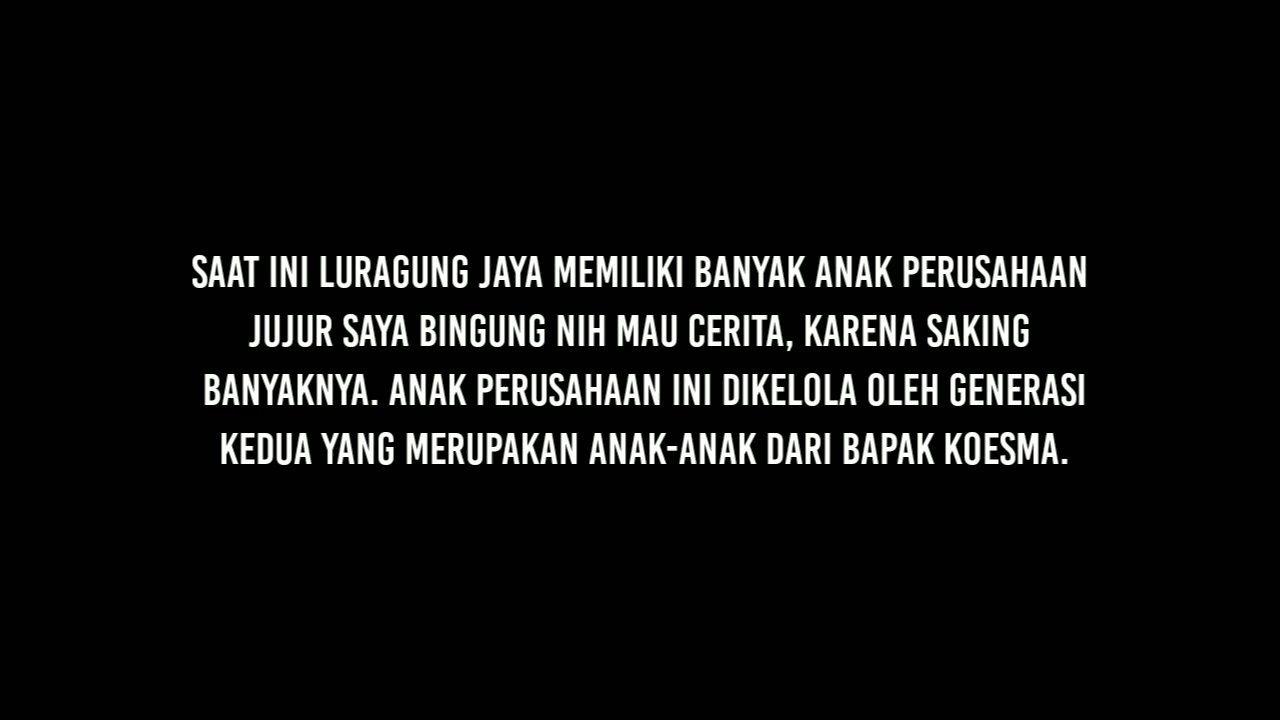 SAAT INI LURAGUNG JAYA MEMILIKI BANYAK ANAK PERUSAHAAN
JUJUR SAYA BINGUNG NIH MAU CERITA, KARENA SAKING
BANYAKNYA. ANAK PERUSAHAAN INI DIKELOLA OLEH GENERASI
KEDUA YANG MERUPAKAN ANAK-ANAK DARI BAPAK KOESMA.